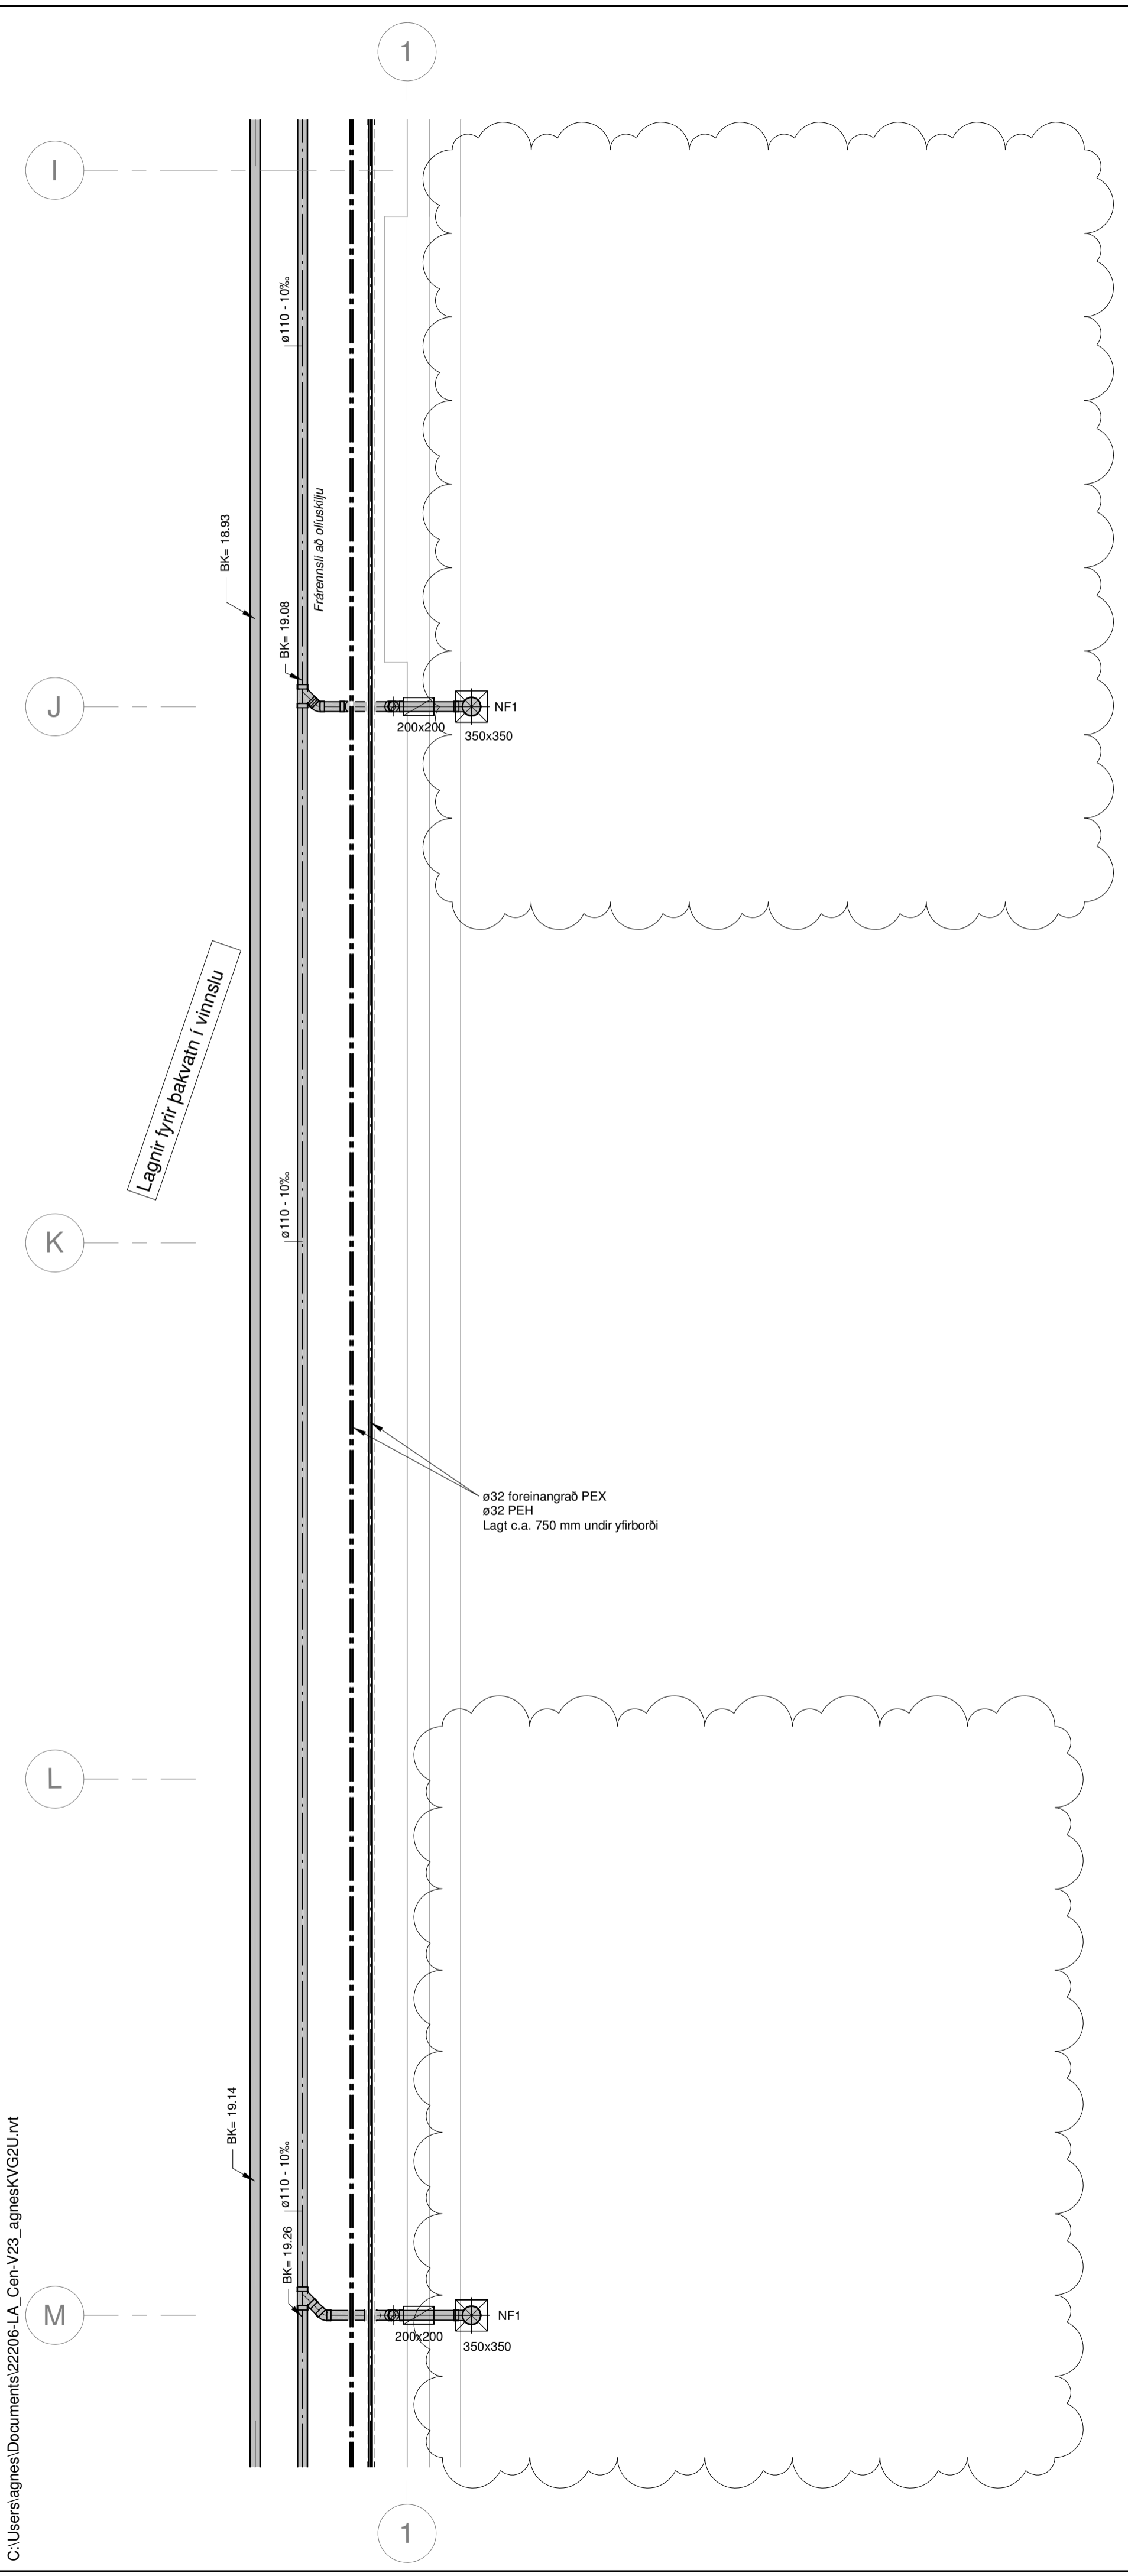 1
I
ø110 - 10‰
Frárennsli að olíuskilju
BK= 18.93
BK= 19.08
J
NF1
200x200
350x350
Lagnir fyrir þakvatn í vinnslu
ø110 - 10‰
K
ø32 foreinangrað PEX
ø32 PEH
Lagt c.a. 750 mm undir yfirborði
L
BK= 19.14
ø110 - 10‰
BK= 19.26
M
NF1
200x200
350x350
C:\Users\agnes\Documents\22206-LA_Cen-V23_agnesKVG2U.rvt
1